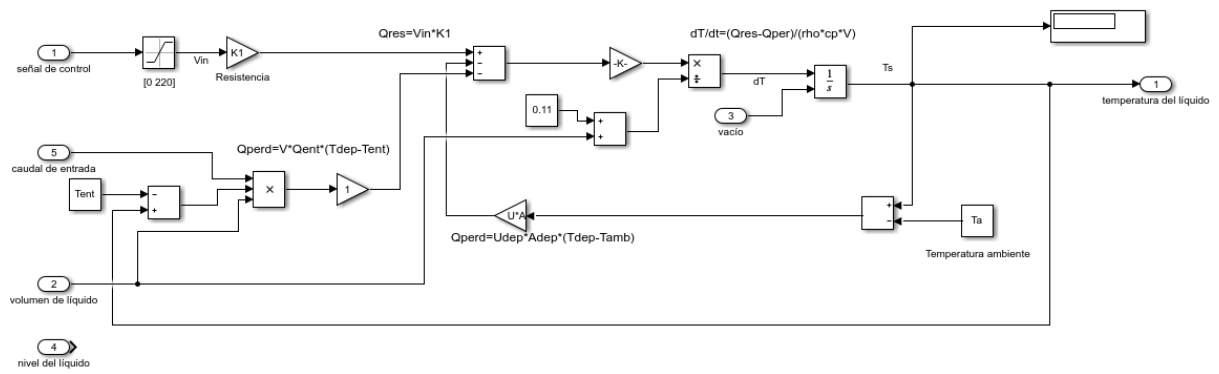 Qres=Vin*K1
dT/dt=(Qres-Qper)/(rho*cp*V)
1
señal de control
[0 220]
Vin
K1
Resistencia
+
−
−
-K-
×
÷
dT
1
s
Ts
1
temperatura del líquido
0.11
+
+
3
vacío
5
caudal de entrada
Qperd=V*Qent*(Tdep-Tent)
Tent
−
+
×
1
U*A
Qperd=Udep*Adep*(Tdep-Tamb)
+
−
Ta
Temperatura ambiente
2
volumen de líquido
4
nivel del líquido